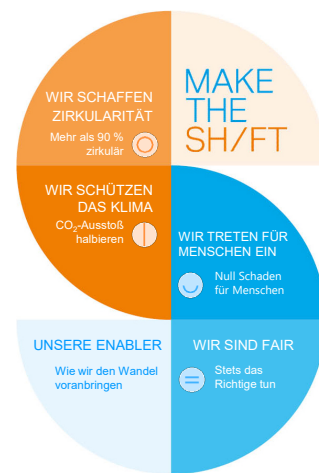 WIR SCHAFFEN
ZIRKULARITÄT
Mehr als 90 %
zirkulär
MAKE
THE
SH/FT
WIR SCHÜTZEN
DAS KLIMA
CO₂-Ausstoß
halbieren
WIR TRETEN FÜR
MENSCHEN EIN
Null Schaden
für Menschen
UNSERE ENABLER
Wie wir den Wandel
voranbringen
WIR SIND FAIR
Stets das
Richtige tun